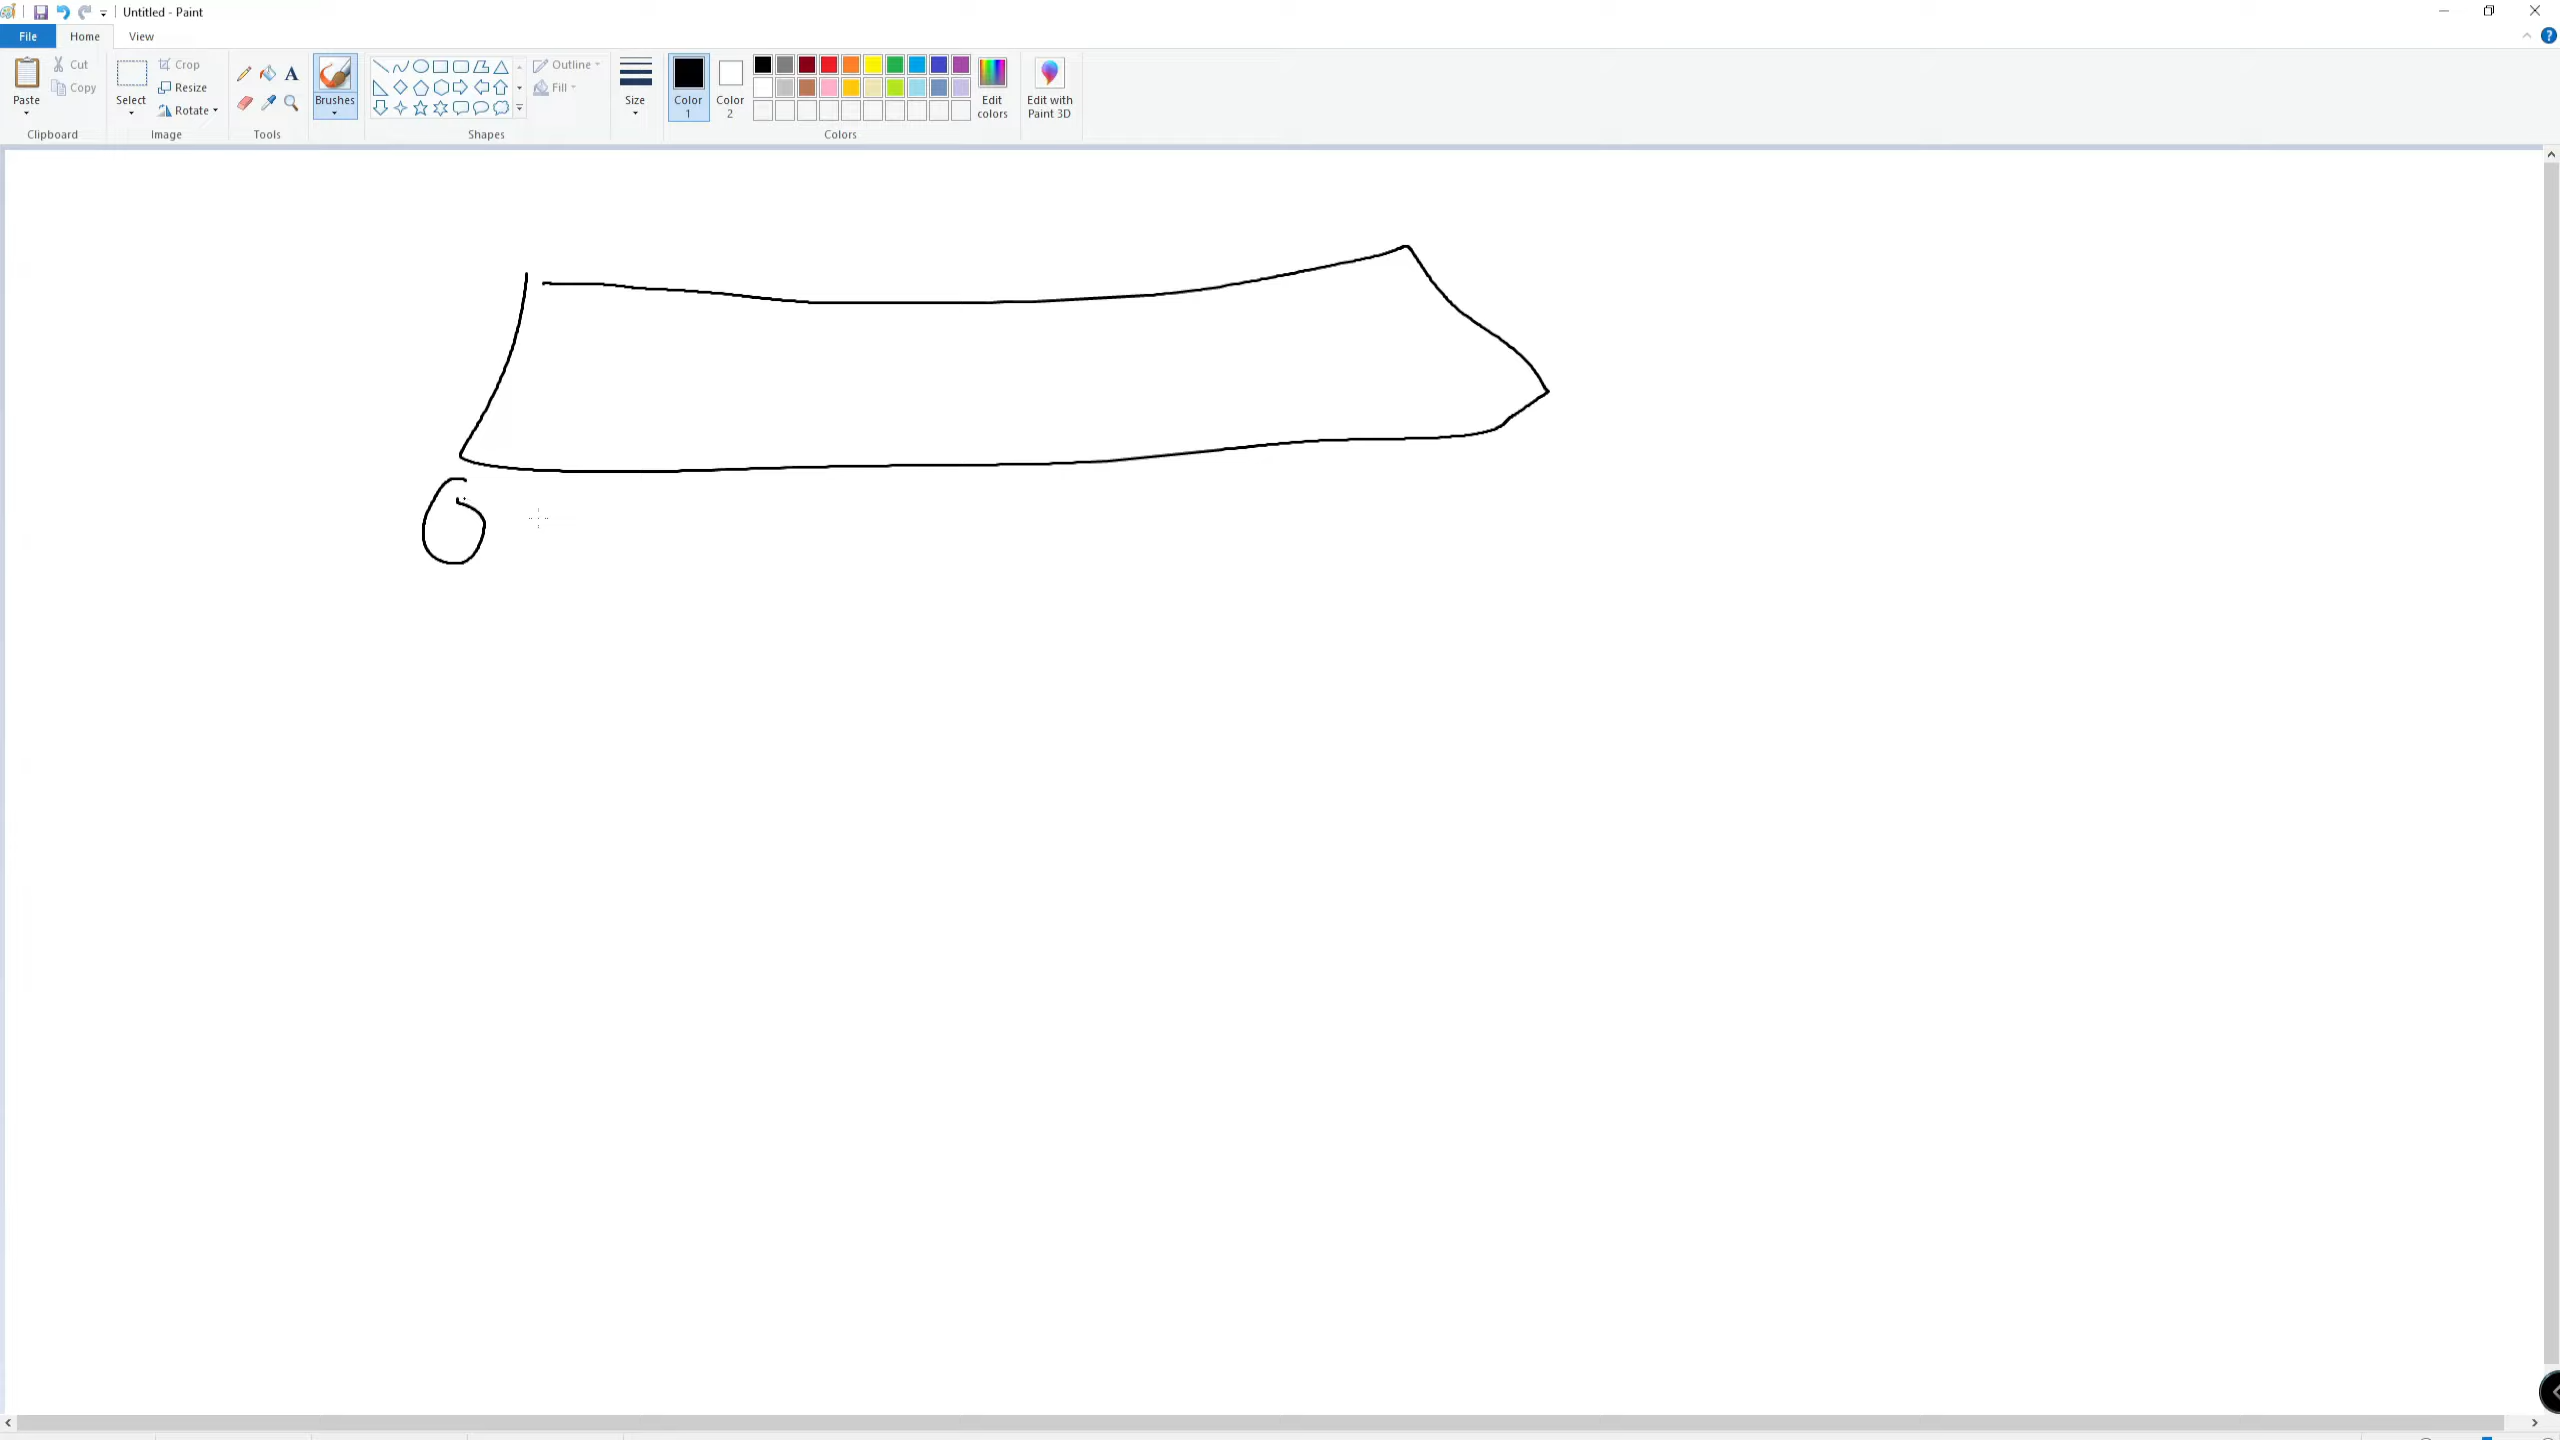 Untitled - Paint
File Home View
Paste
Cut
Copy
Clipboard
Select
Crop
Resize
Rotate
Image
A
Tools
Brushes
Outline
Fill
Shapes
Size
Color 1
Color 2
Edit colors
Colors
Edit with Paint 3D